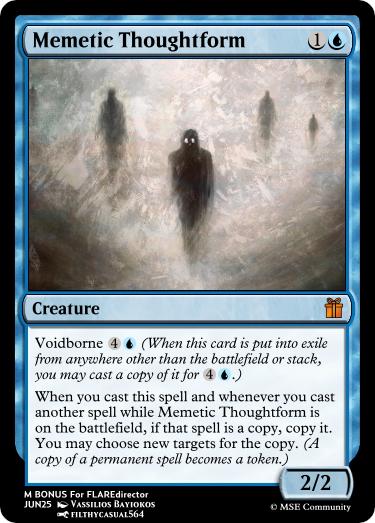 Memetic Thoughtform 1
Creature
Voidborne 4 (When this card is put into exile
from anywhere other than the battlefield or stack,
you may cast a copy of it for 4 .)
When you cast this spell and whenever you cast
another spell while Memetic Thoughtform is
on the battlefield, if that spell is a copy, copy it.
You may choose new targets for the copy. (A
copy of a permanent spell becomes a token.)
2/2
M BONUS For FLAREdirector
JUN25 Vassilios Bayiokos
filthycasual564
© MSE Community